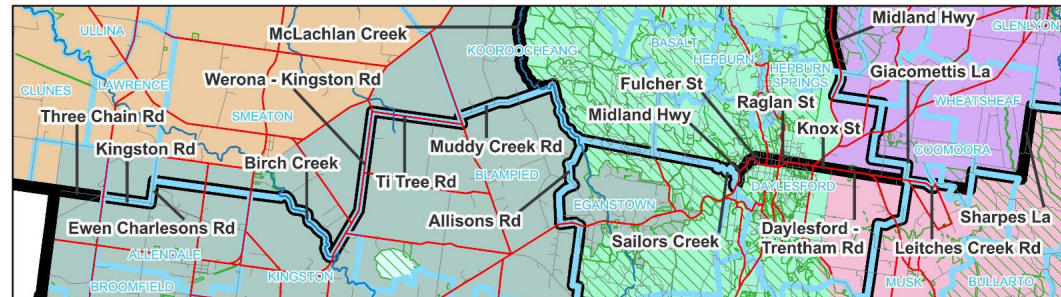 Midland Hwy
GLENLYON
ULLINA
McLachlan Creek
KOOROOCHEANG
BASALT
HEPBURN
HEPBURN
SPRINGS
Giacomettis La
Werona - Kingston Rd
Fulcher St
CLUNES
LAWRENCE
Raglan St
WHEATSHEAF
Three Chain Rd
SMEATON
Midland Hwy
Knox St
Kingston Rd
Birch Creek
Muddy Creek Rd
COOMOORA
Ti Tree Rd
BLAMPIED
DAYLESFORD
Ewen Charlesons Rd
Allisons Rd
EGANSTOWN
Sharpes La
ALLENDALE
Sailors Creek
Daylesford -
Trentham Rd
Leitches Creek Rd
KINGSTON
BROOMFIELD
MUSK
BULLARTO